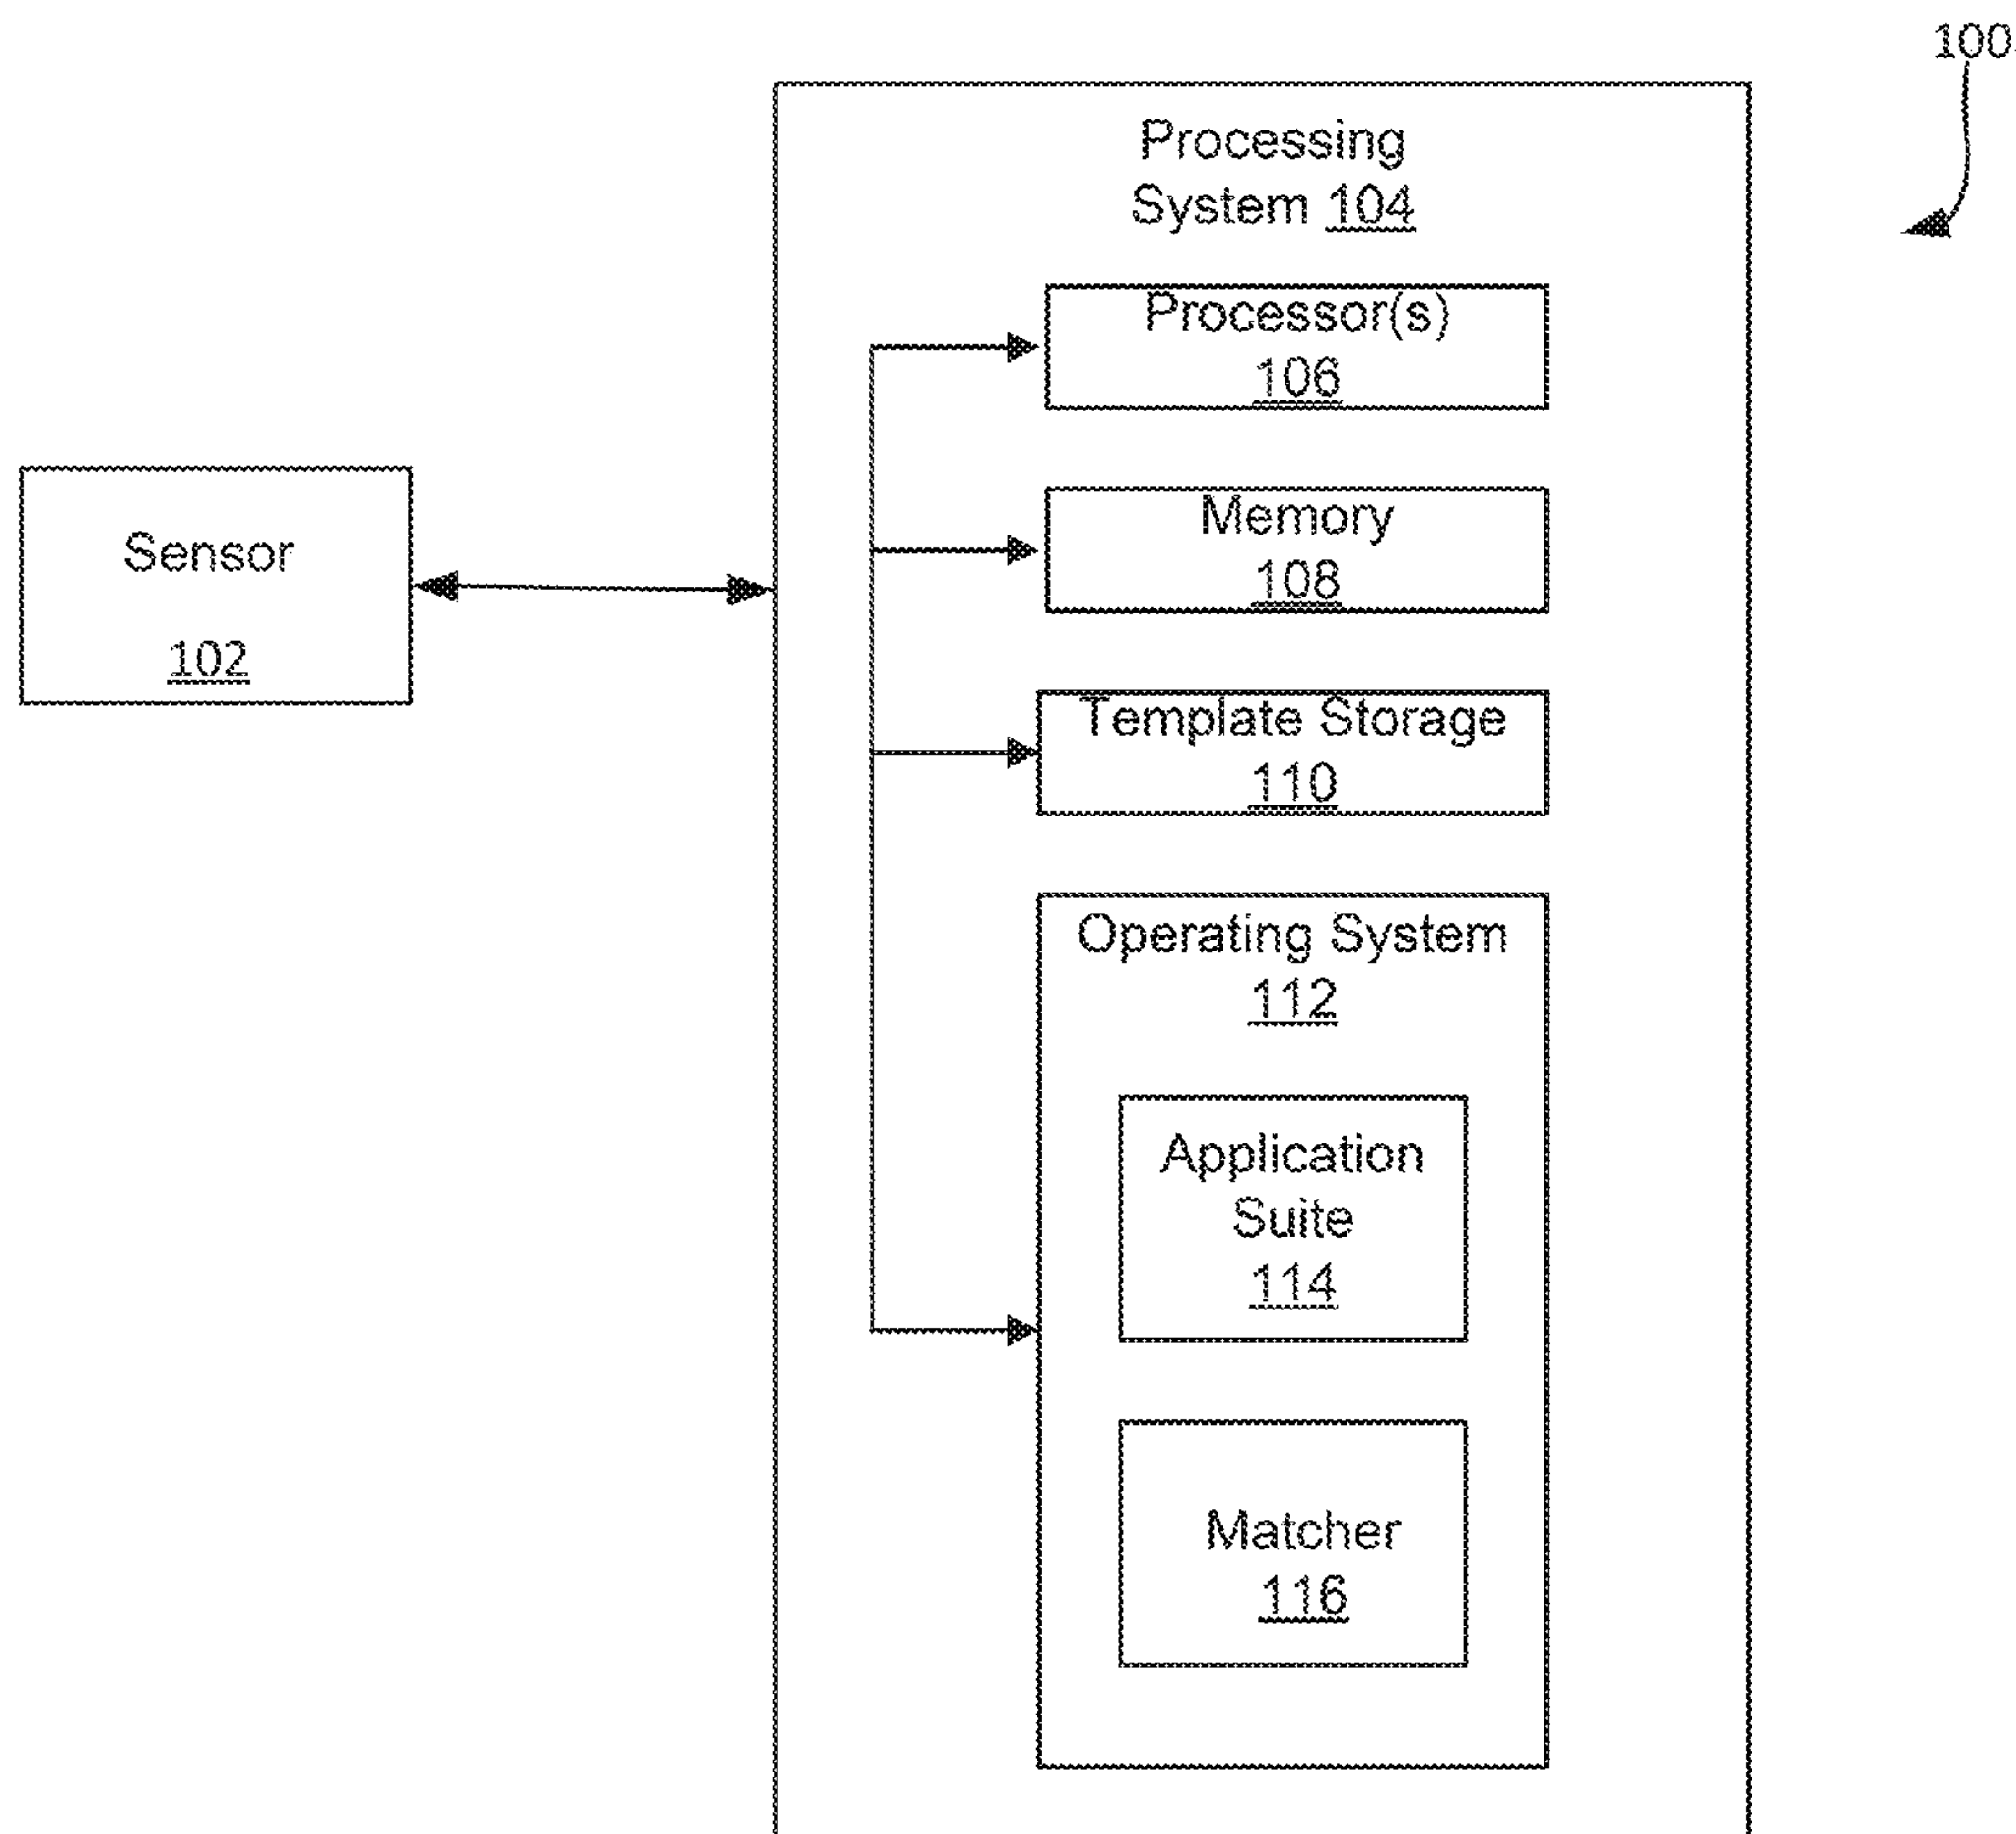 100
Processing
System 104
Processor(s)
106
Memory
108
Sensor
102
Template Storage
110
Operating System
112
Application
Suite
114
Matcher
116